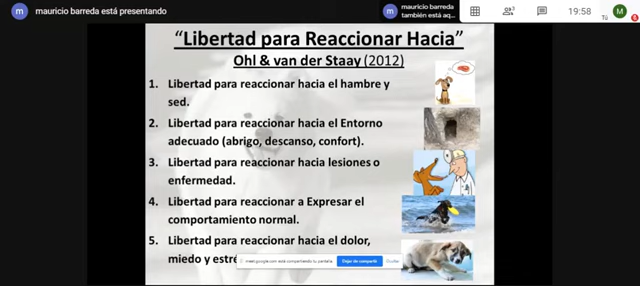 mauricio barreda está presentando
mauricio barreda
también está aq...
19:58
Tú
“Libertad para Reaccionar Hacia”
Ohl & van der Staay (2012)
1. Libertad para reaccionar hacia el hambre y
sed.
2. Libertad para reaccionar hacia el Entorno
adecuado (abrigo, descanso, confort).
3. Libertad para reaccionar hacia lesiones o
enfermedad.
4. Libertad para reaccionar a Expresar el
comportamiento normal.
5. Libertad para reaccionar hacia el dolor,
miedo y estré
meet.google.com está compartiendo tu pantalla.
Dejar de compartir
Ocultar